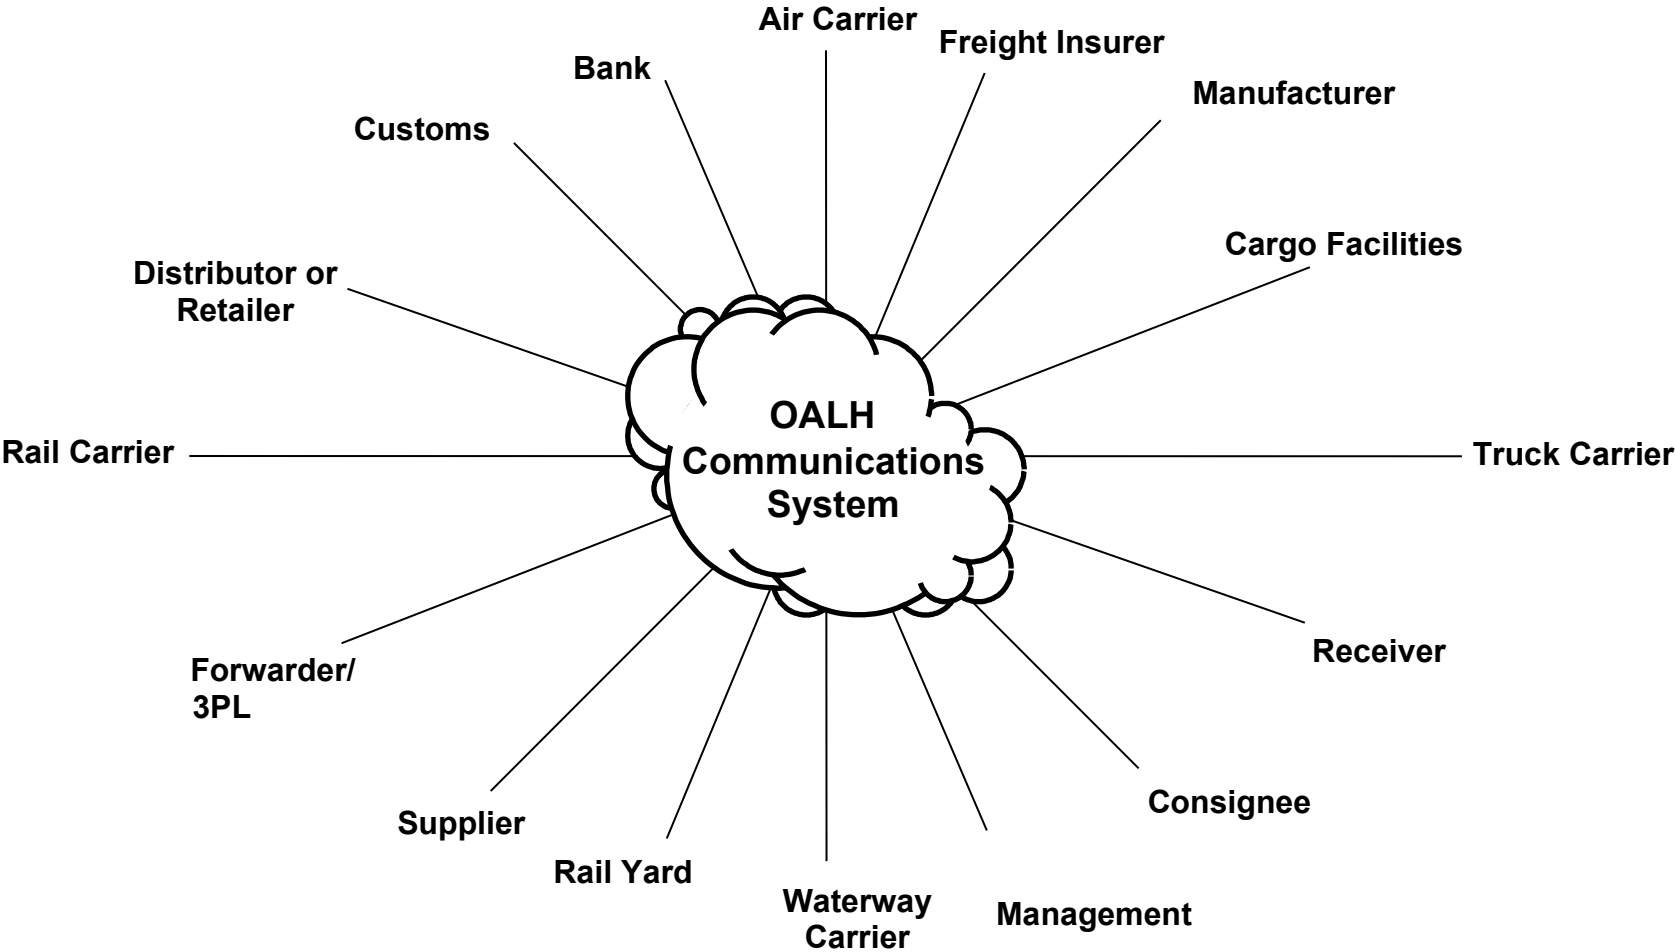 Air Carrier
Freight Insurer
Bank
Manufacturer
Customs
Cargo Facilities
Distributor or
Retailer
OALH
Communications
System
Rail Carrier
Truck Carrier
Receiver
Forwarder/
3PL
Consignee
Supplier
Rail Yard
Waterway
Carrier
Management